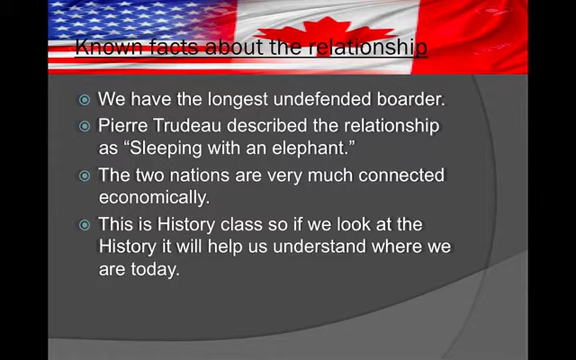 Known facts about the relationship
We have the longest undefended boarder.
Pierre Trudeau described the relationship
as “Sleeping with an elephant.”
The two nations are very much connected
economically.
This is History class so if we look at the
History it will help us understand where we
are today.